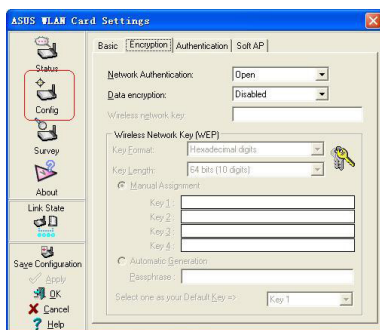 ASUS WLAN Card Settings
Status
Config
Survey
About
Link State
Save Configuration
Apply
OK
Cancel
Help
Basic Encryption Authentication Soft AP
Network Authentication: Open
Data encryption: Disabled
Wireless network key:
Wireless Network Key (WEP)
Key Format: Hexadecimal digits
Key Length: 64 bits (10 digits)
Manual Assignment
Key 1:
Key 2:
Key 3:
Key 4:
Automatic Generation
Passphrase:
Select one as your Default Key => Key 1